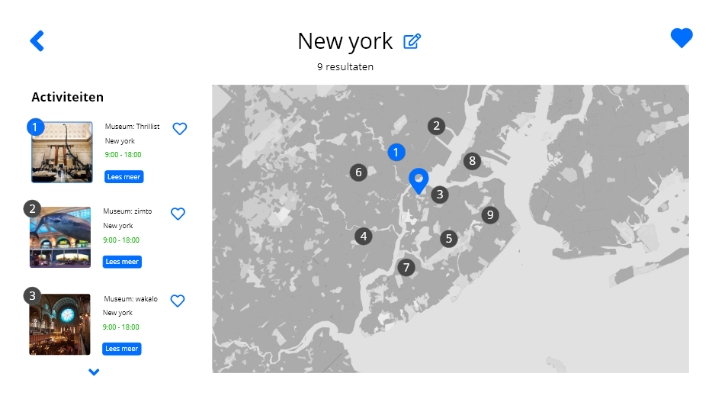 New york
9 resultaten
Activiteiten
1
Museum: Thrillist
New york
9:00 - 18:00
Lees meer
2
Museum: zimto
New york
9:00 - 18:00
Lees meer
3
Museum: wakalo
New york
9:00 - 18:00
Lees meer
2
1
8
6
3
9
4
5
7